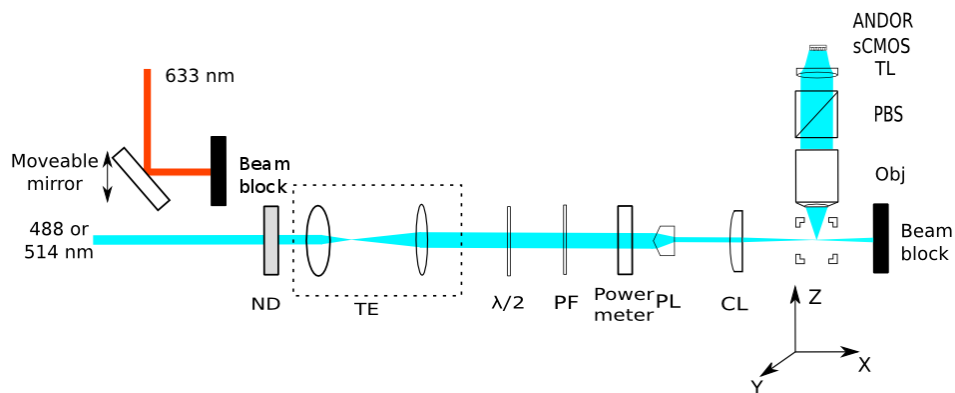 ANDOR
sCMOS
TL
633 nm
PBS
Moveable
mirror
Beam
block
Obj
488 or
514 nm
Beam
block
ND
TE
λ/2
PF
Power
meter
PL
CL
Z
X
Y